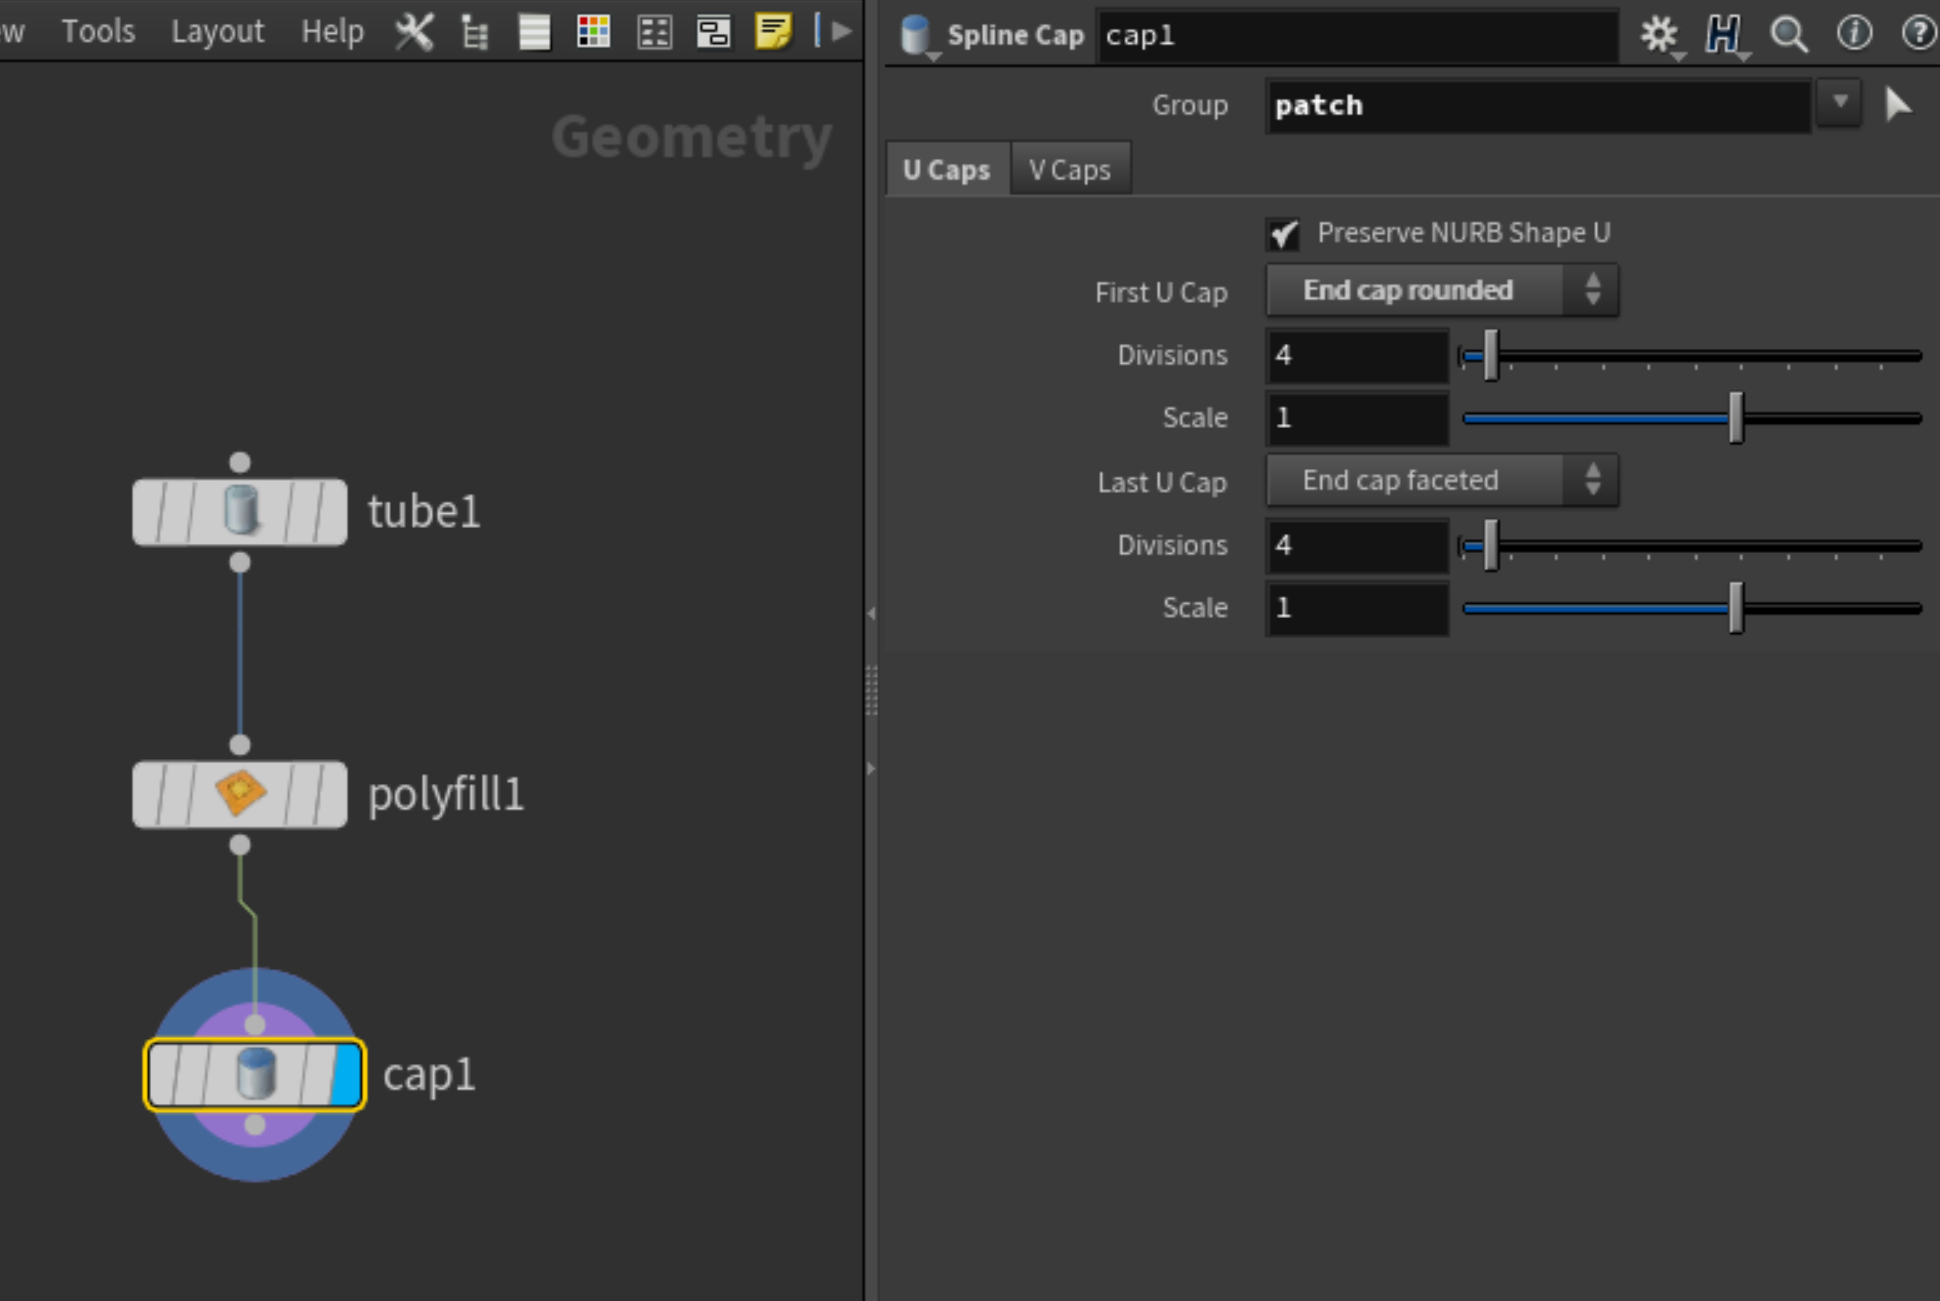 w Tools Layout Help
Geometry
tube1
polyfill1
cap1
Spline Cap cap1
Group patch
U Caps V Caps
Preserve NURB Shape U
First U Cap End cap rounded
Divisions 4
Scale 1
Last U Cap End cap faceted
Divisions 4
Scale 1